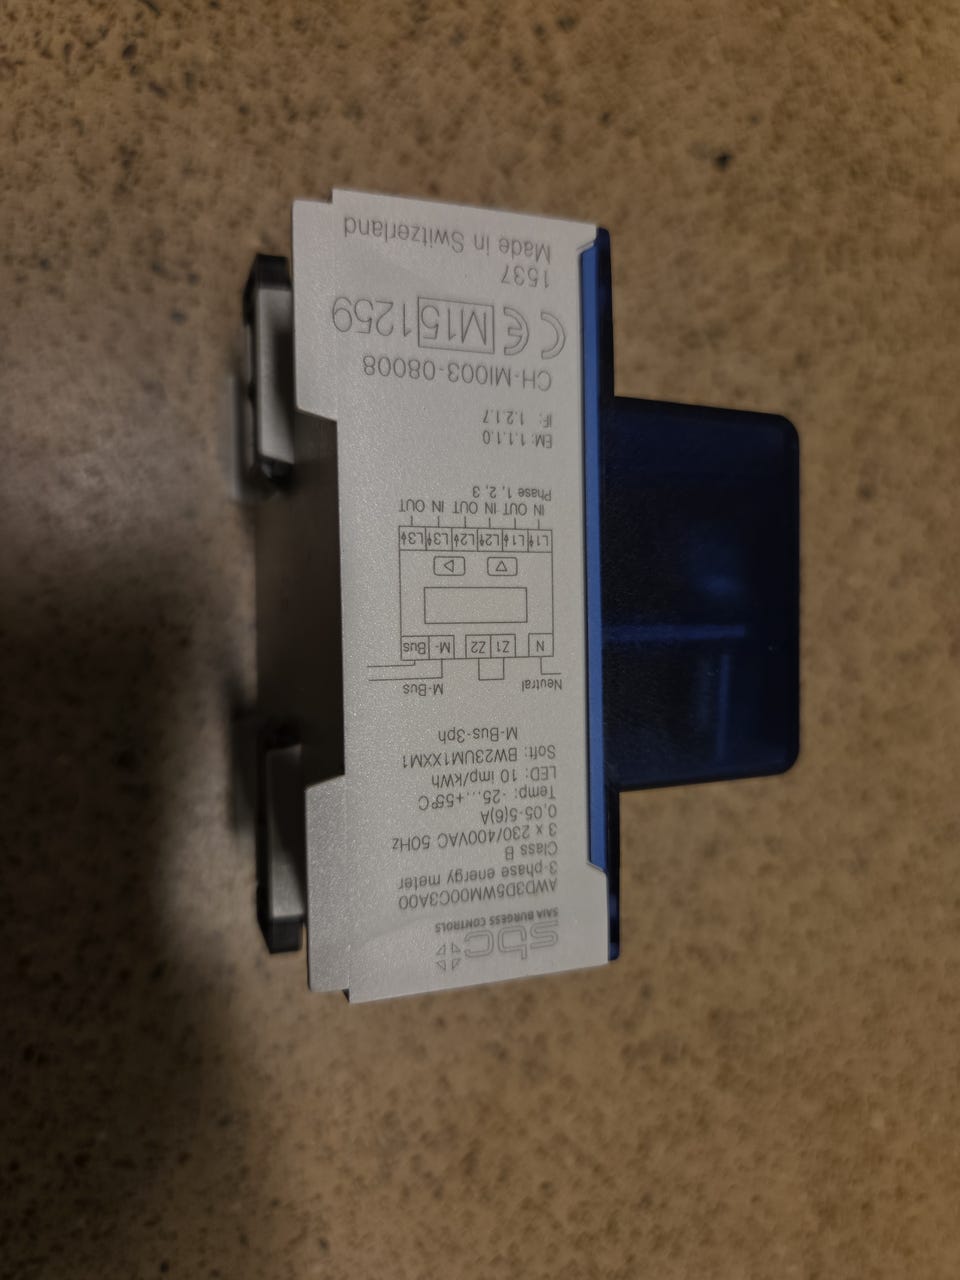 sbc
SAIA BURGESS CONTROLS
AWD3D5WM00C3A00
3-phase energy meter
Class B
3 x 230/400VAC 50Hz
0,05-5(6)A
Temp: -25...+55°C
LED: 10 imp/kWh
Soft: BW23UM1XXM1
M-Bus-3ph
Neutral M-Bus
N Z1 Z2 M- Bus
L1 L1 L2 L2 L3 L3
IN OUT IN OUT IN OUT
Phase 1, 2, 3
EM: 1.1.1.0
IF: 1.2.1.7
CH-MI003-08008
CE M15 1259
1537
Made in Switzerland